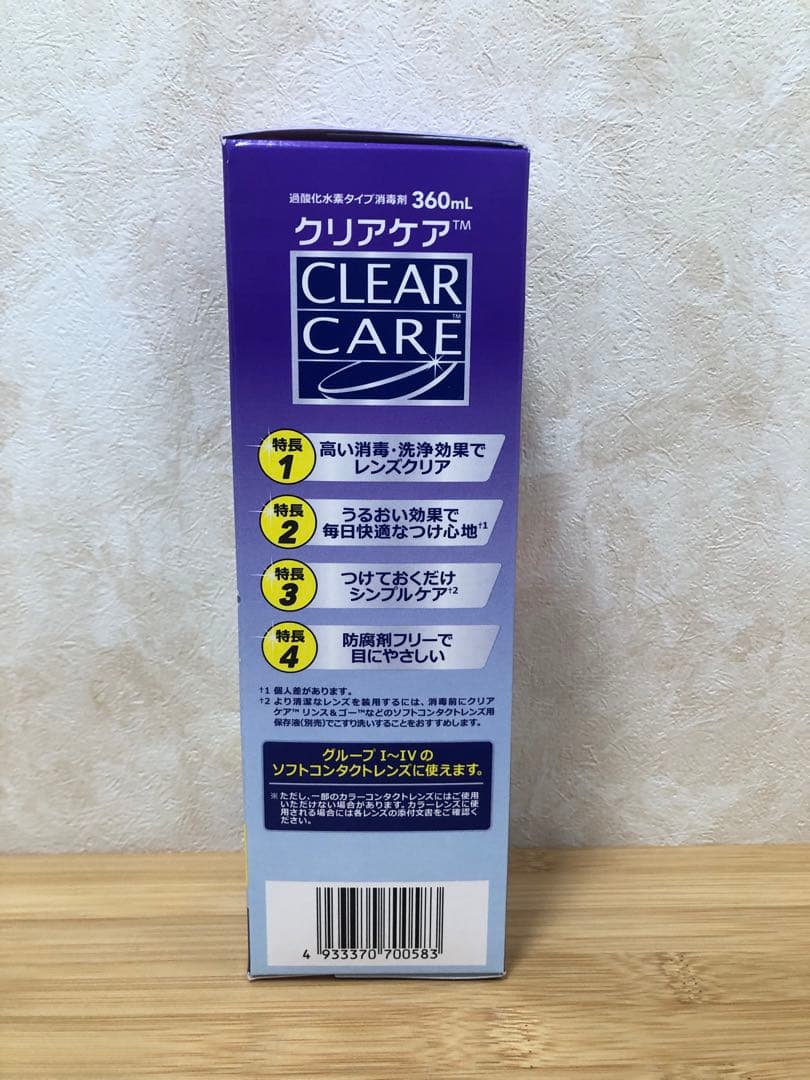 過酸化水素タイプ消毒剤 360mL
クリアケア™
CLEAR
CARE™
特長
1
高い消毒・洗浄効果で
レンズクリア
特長
2
うるおい効果で
毎日快適なつけ心地†1
特長
3
つけておくだけ
シンプルケア†2
特長
4
防腐剤フリーで
目にやさしい
†1 個人差があります。
†2 より清潔なレンズを装用するには、消毒前にクリア
ケア™ リンス&ゴー™などのソフトコンタクトレンズ用
保存液(別売)でこすり洗いすることをおすすめします。
グループ I〜IVの
ソフトコンタクトレンズに使えます。
※ただし、一部のカラーコンタクトレンズにはご使用
いただけない場合があります。カラーレンズに使
用される場合には各レンズの添付文書をご確認く
ださい。
4 933370 700583